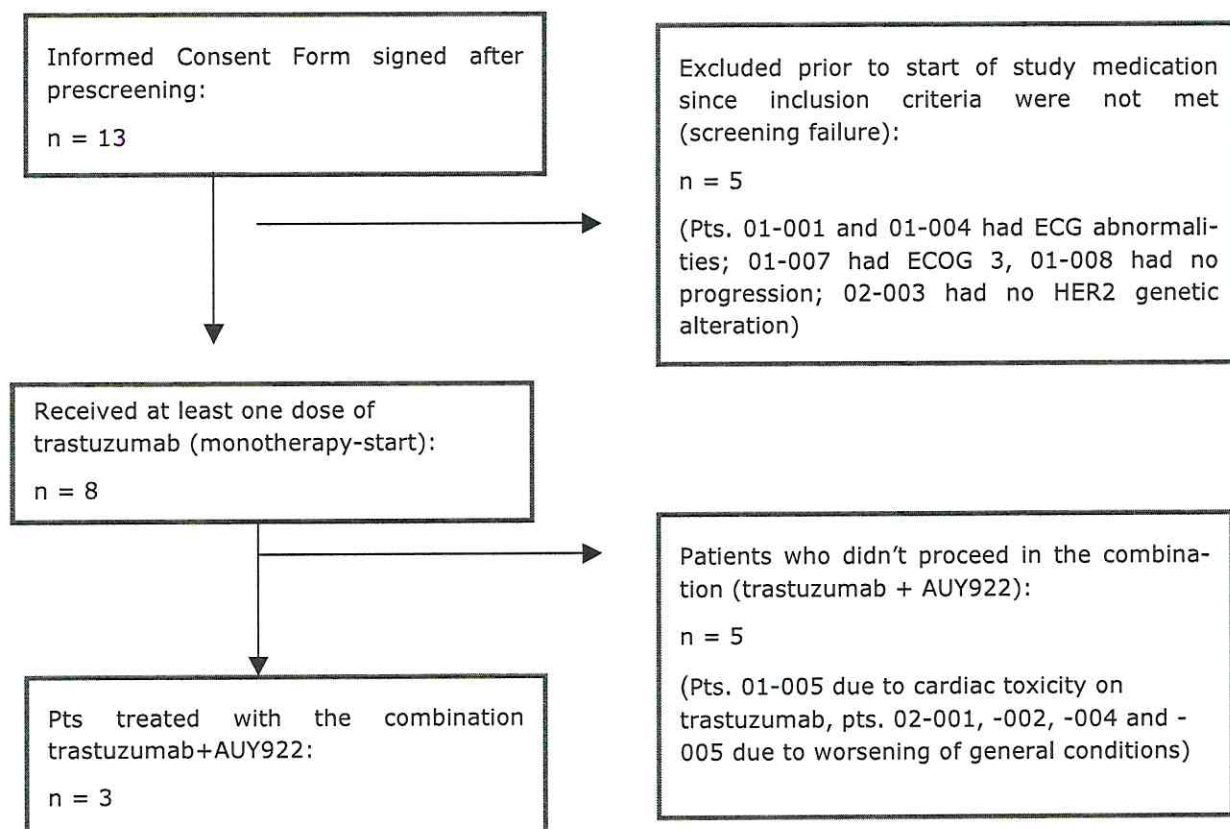 Informed Consent Form signed after
prescreening:
n = 13
Excluded prior to start of study medication
since inclusion criteria were not met
(screening failure):
n = 5
(Pts. 01-001 and 01-004 had ECG abnormali-
ties; 01-007 had ECOG 3, 01-008 had no
progression; 02-003 had no HER2 genetic
alteration)
Received at least one dose of
trastuzumab (monotherapy-start):
n = 8
Patients who didn't proceed in the combina-
tion (trastuzumab + AUY922):
n = 5
(Pts. 01-005 due to cardiac toxicity on
trastuzumab, pts. 02-001, -002, -004 and -
005 due to worsening of general conditions)
Pts treated with the combination
trastuzumab+AUY922:
n = 3